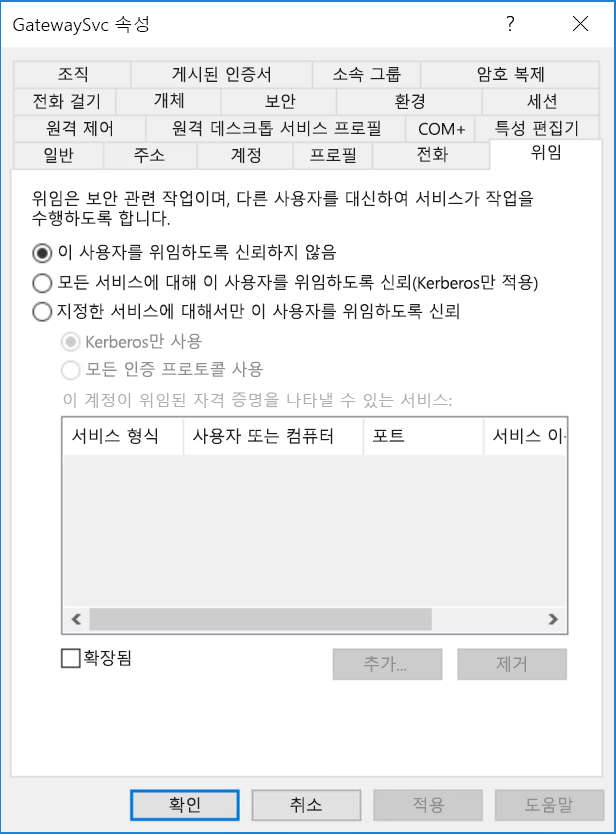 GatewaySvc 속성
?
조직 게시된 인증서 소속 그룹 암호 복제
전화 걸기 개체 보안 환경 세션
원격 제어 원격 데스크톱 서비스 프로필 COM+ 특성 편집기
일반 주소 계정 프로필 전화 위임
위임은 보안 관련 작업이며, 다른 사용자를 대신하여 서비스가 작업을
수행하도록 합니다.
이 사용자를 위임하도록 신뢰하지 않음
모든 서비스에 대해 이 사용자를 위임하도록 신뢰(Kerberos만 적용)
지정한 서비스에 대해서만 이 사용자를 위임하도록 신뢰
Kerberos만 사용
모든 인증 프로토콜 사용
이 계정이 위임된 자격 증명을 나타낼 수 있는 서비스:
서비스 형식 사용자 또는 컴퓨터 포트 서비스
확장됨
추가... 제거
확인 취소 적용 도움말